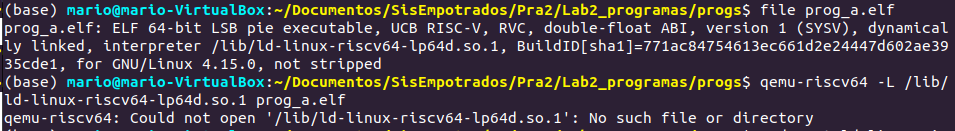 (base) mario@mario-VirtualBox:~/Documentos/SisEmpotrados/Pra2/Lab2_programas/progs$ file prog_a.elf
prog_a.elf: ELF 64-bit LSB pie executable, UCB RISC-V, RVC, double-float ABI, version 1 (SYSV), dynamical
ly linked, interpreter /lib/ld-linux-riscv64-lp64d.so.1, BuildID[sha1]=771ac84754613ec661d2e24447d602ae39
35cde1, for GNU/Linux 4.15.0, not stripped
(base) mario@mario-VirtualBox:~/Documentos/SisEmpotrados/Pra2/Lab2_programas/progs$ qemu-riscv64 -L /lib/
ld-linux-riscv64-lp64d.so.1 prog_a.elf
qemu-riscv64: Could not open '/lib/ld-linux-riscv64-lp64d.so.1': No such file or directory